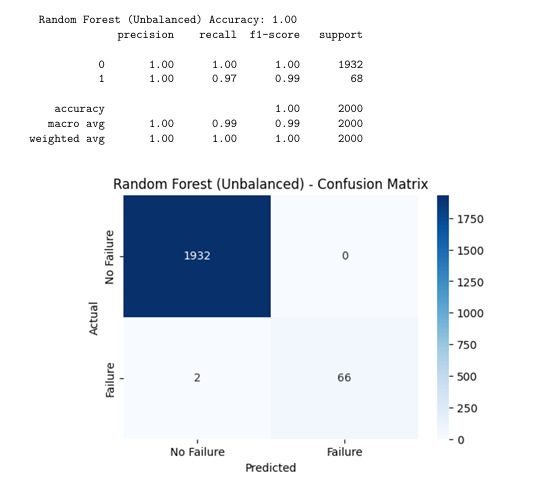 Random Forest (Unbalanced) Accuracy: 1.00
precision recall f1-score support
0 1.00 1.00 1.00 1932
1 1.00 0.97 0.99 68
accuracy 1.00 2000
macro avg 1.00 0.99 0.99 2000
weighted avg 1.00 1.00 1.00 2000
Random Forest (Unbalanced) - Confusion Matrix
No Failure
1932
0
Actual
Failure
2
66
No Failure
Failure
Predicted
1750
1500
1250
1000
750
500
250
0